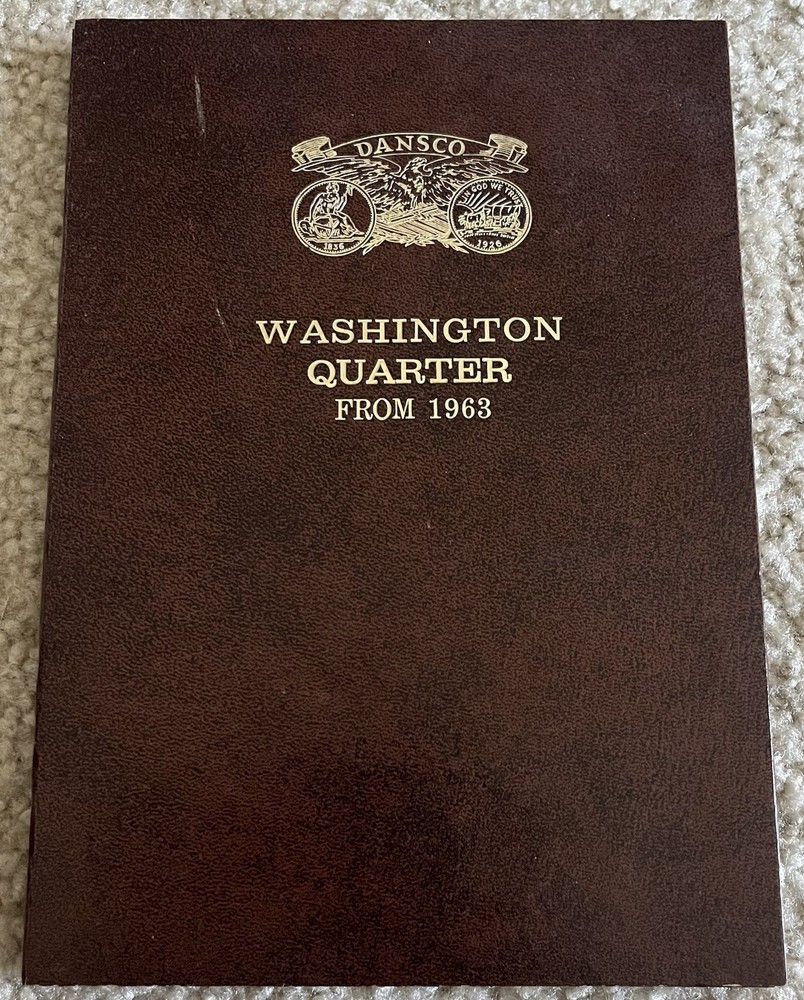 DANSCO
IN GOD WE TRUST
1836
1926
WASHINGTON
QUARTER
FROM 1963